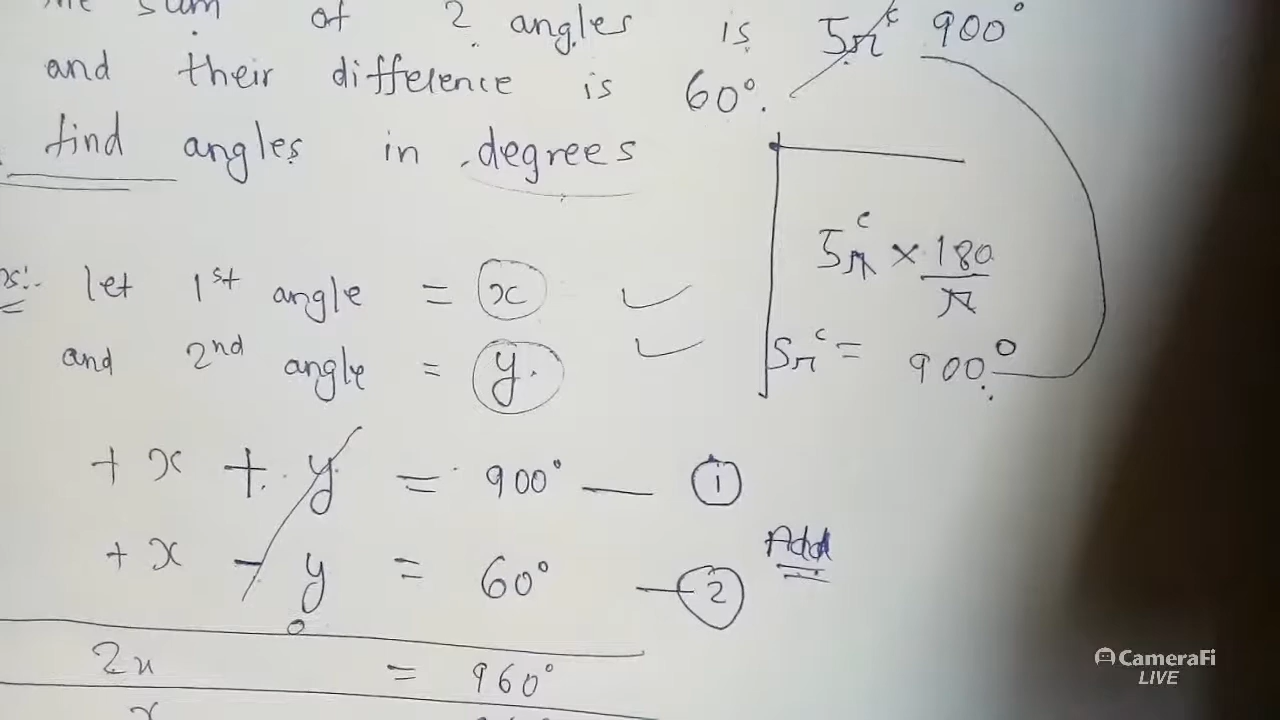 sum of 2 angles is 5π^c 900°
and their difference is 60°.
find angles in degrees
5π^c × 180/π
5π^c = 900°
let 1st angle = x
and 2nd angle = y.
+ x + y = 900° — 1
+ x - y = 60° — 2
Add
2x = 960°
CameraFi
LIVE